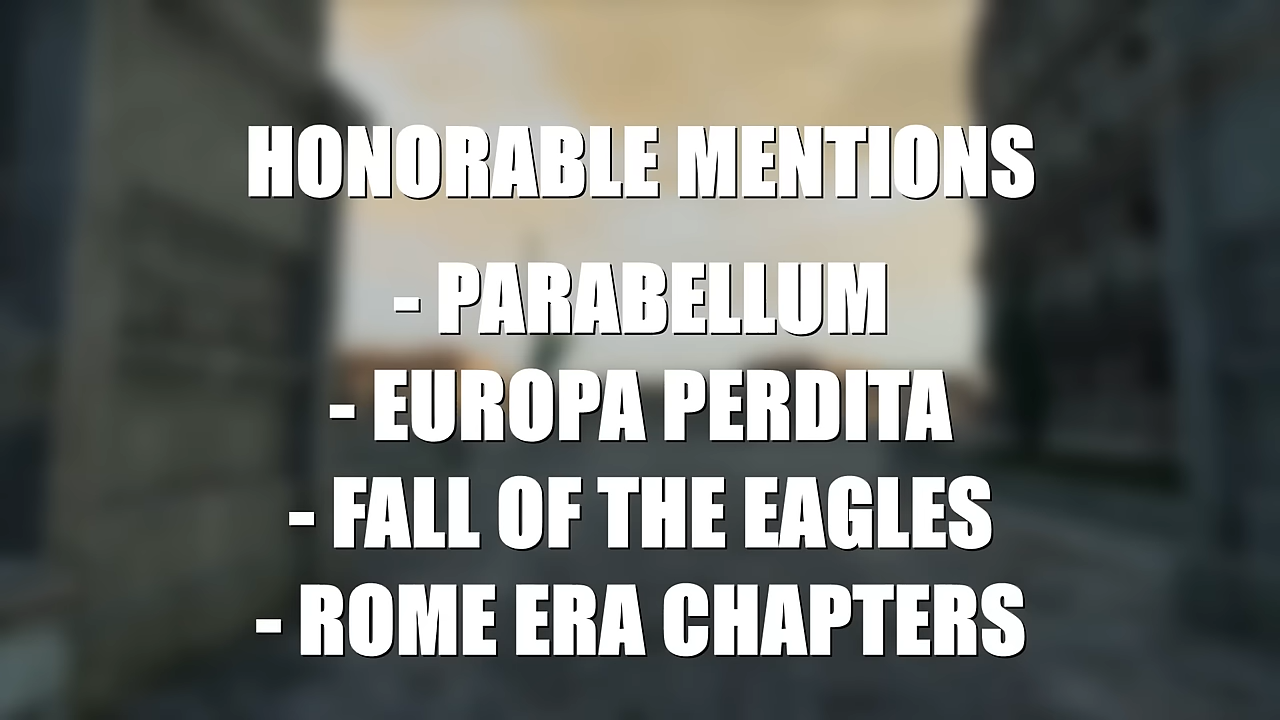 HONORABLE MENTIONS
- PARABELLUM
- EUROPA PERDITA
- FALL OF THE EAGLES
- ROME ERA CHAPTERS